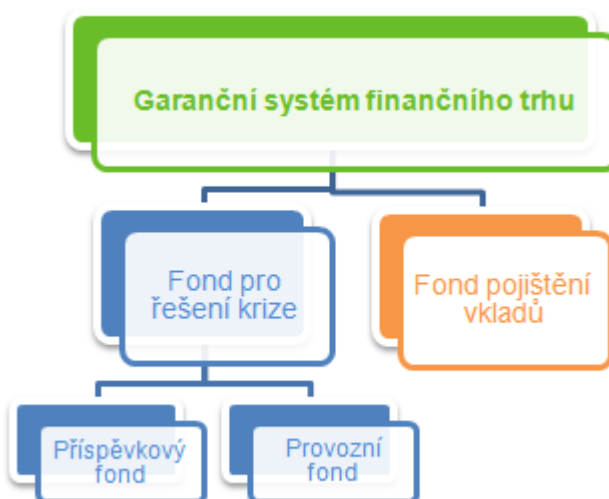 Garanční systém finančního trhu
Fond pro
řešení krize
Fond pojištění
vkladů
Příspěvkový
fond
Provozní
fond